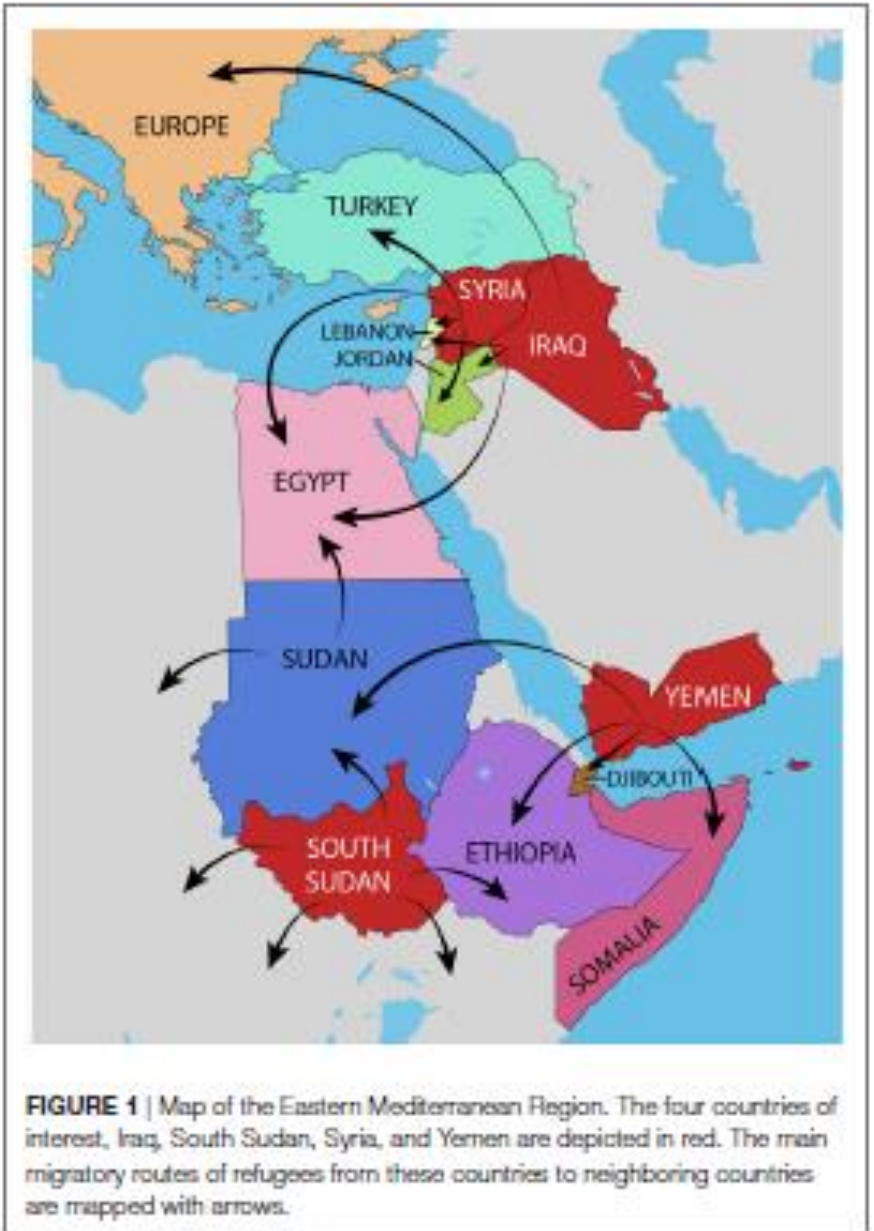 EUROPE
TURKEY
SYRIA
LEBANON
IRAQ
JORDAN
EGYPT
SUDAN
YEMEN
DJIBOUTI
SOUTH
SUDAN
ETHIOPIA
SOMALIA
FIGURE 1 | Map of the Eastern Mediterranean Region. The four countries of
interest, Iraq, South Sudan, Syria, and Yemen are depicted in red. The main
migratory routes of refugees from these countries to neighboring countries
are mapped with arrows.